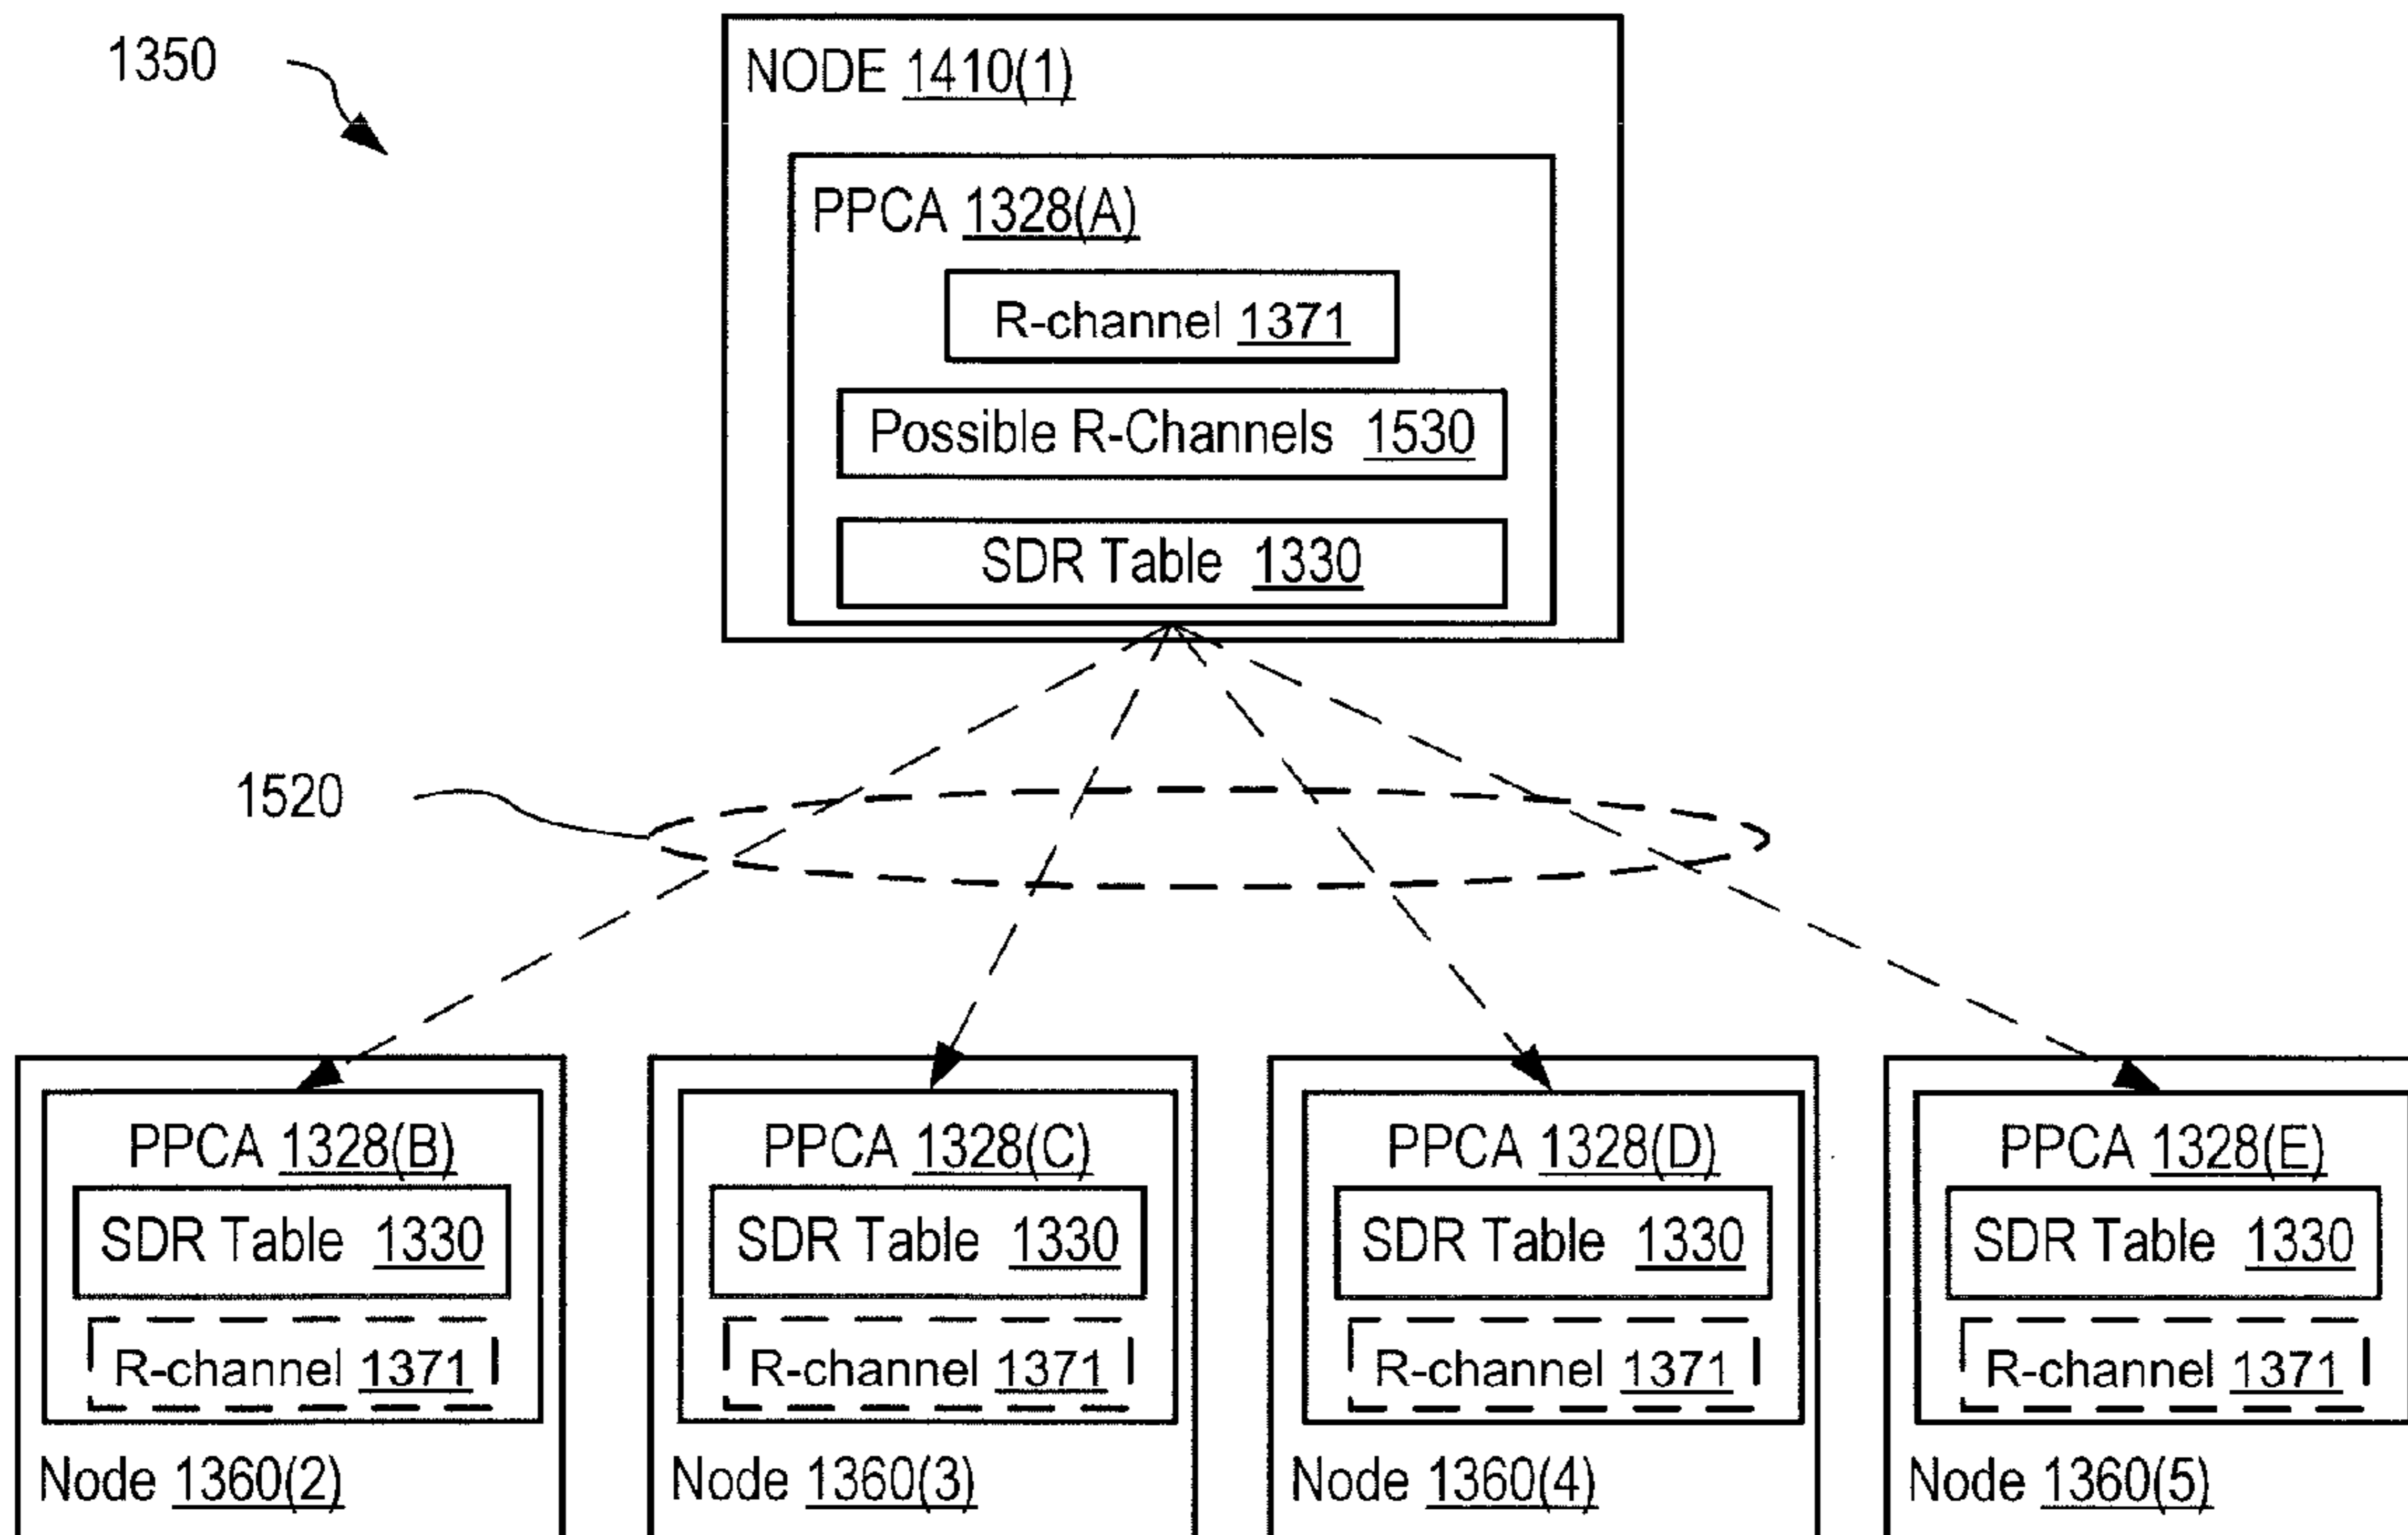 1350
NODE 1410(1)
PPCA 1328(A)
R-channel 1371
Possible R-Channels 1530
SDR Table 1330
1520
PPCA 1328(B)
SDR Table 1330
R-channel 1371
Node 1360(2)
PPCA 1328(C)
SDR Table 1330
R-channel 1371
Node 1360(3)
PPCA 1328(D)
SDR Table 1330
R-channel 1371
Node 1360(4)
PPCA 1328(E)
SDR Table 1330
R-channel 1371
Node 1360(5)